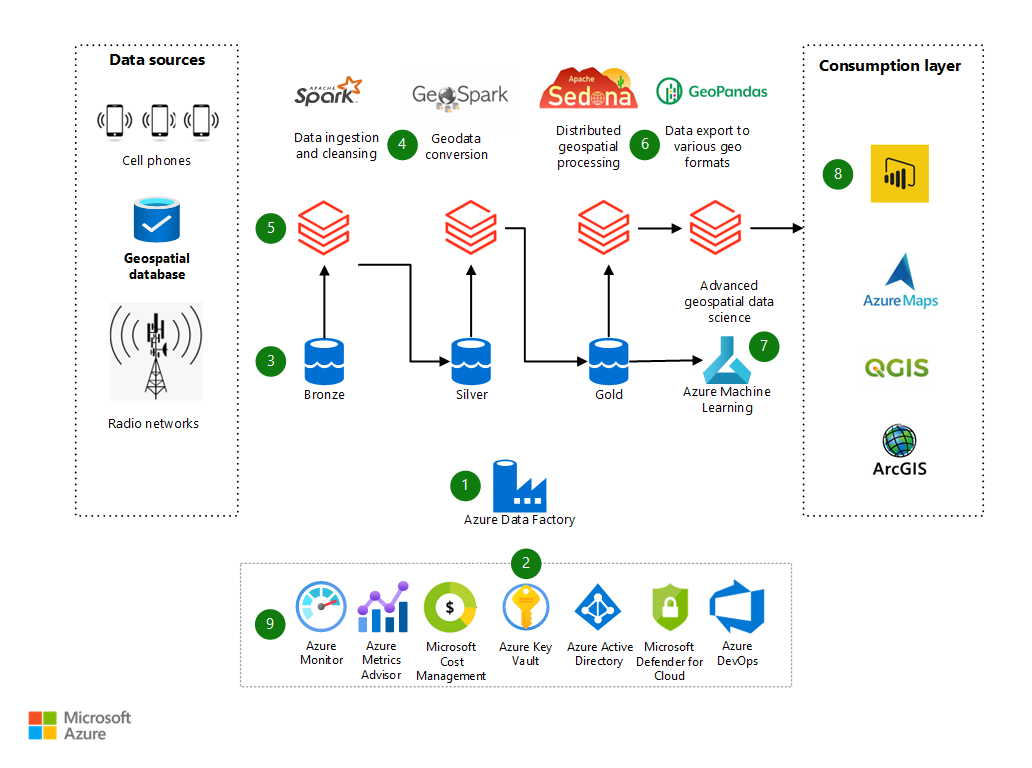 Data sources
Cell phones
Geospatial
database
Radio networks
APACHE
Spark
GeoSpark
Apache
Sedona
GeoPandas
Data ingestion
and cleansing
4
Geodata
conversion
Distributed
geospatial
processing
6
Data export to
various geo
formats
5
3
Bronze
Silver
Gold
Advanced
geospatial data
science
7
Azure Machine
Learning
Consumption layer
8
Azure Maps
QGIS
ArcGIS
1
Azure Data Factory
2
9
$
Azure
Monitor
Azure
Metrics
Advisor
Microsoft
Cost
Management
Azure Key
Vault
Azure Active
Directory
Microsoft
Defender for
Cloud
Azure
DevOps
Microsoft
Azure